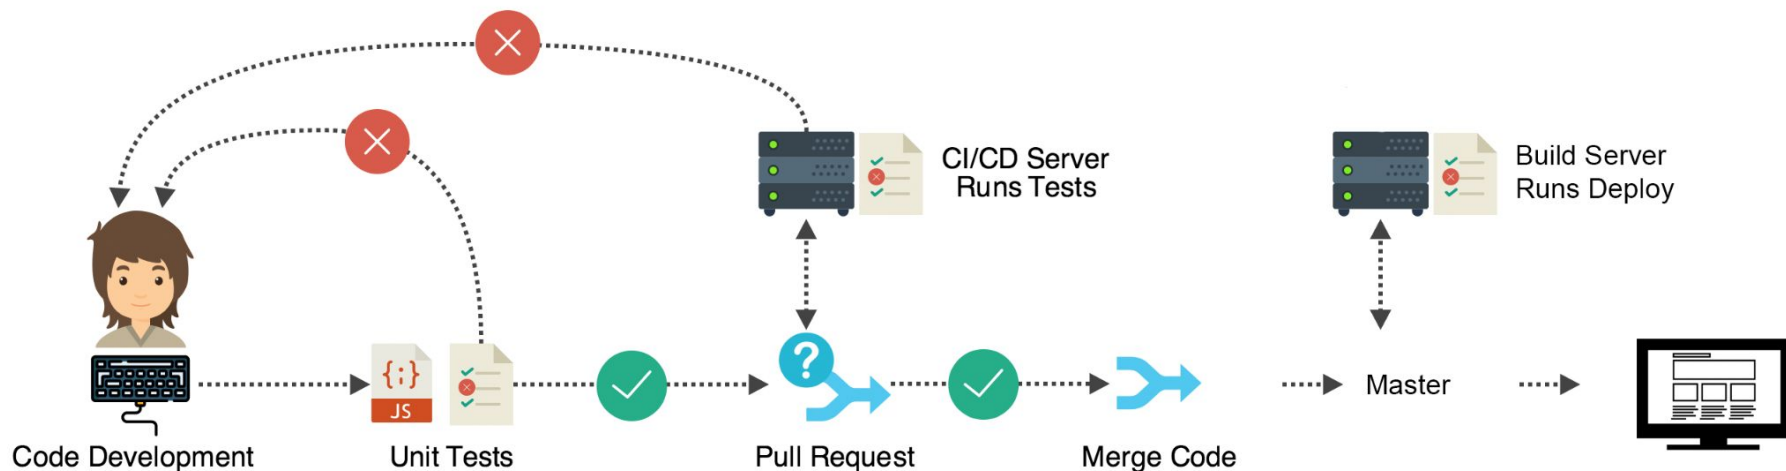 CI/CD Server
Runs Tests
Build Server
Runs Deploy
{;}
JS
?
Master
Code Development
Unit Tests
Pull Request
Merge Code